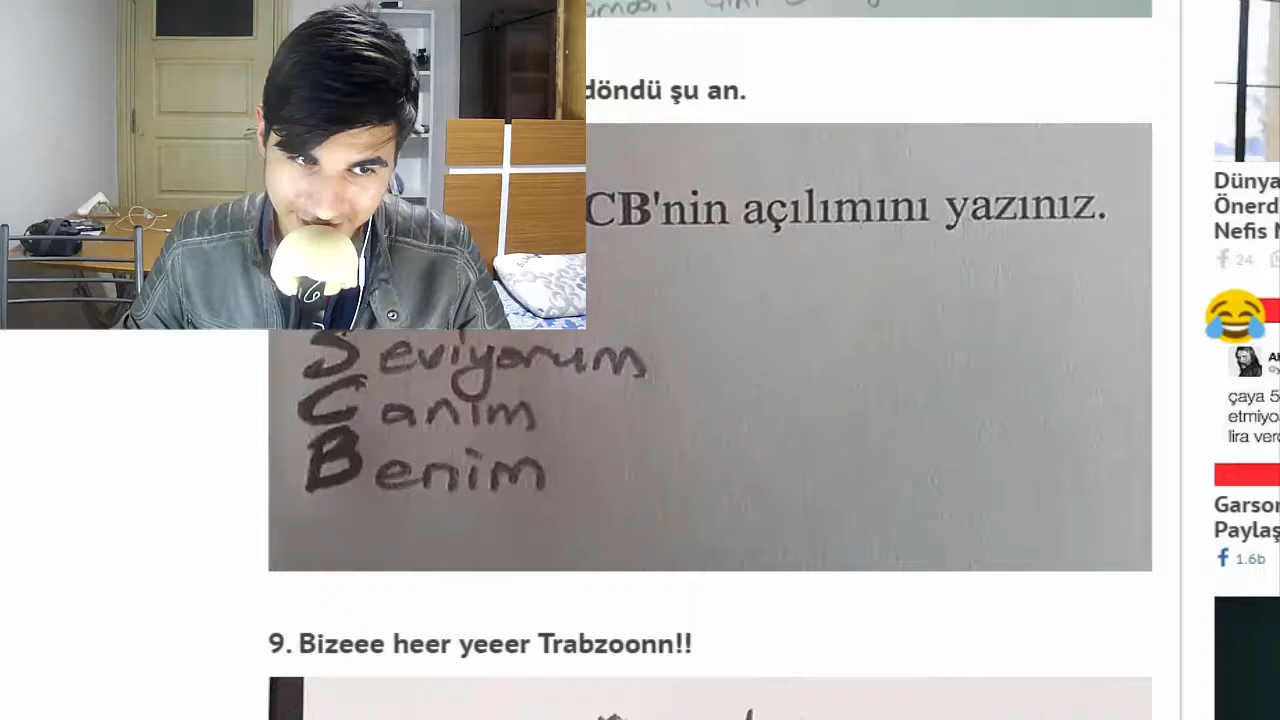 döndü şu an.
CB'nin açılımını yazınız.
Seviyorum
Canım
Benim
9. Bizeee heer yeeer Trabzoonn!!
Dünya
Önerd
Nefis
24
çaya 5
etmiyo
lira ver
Garson
Paylaş
1.6b